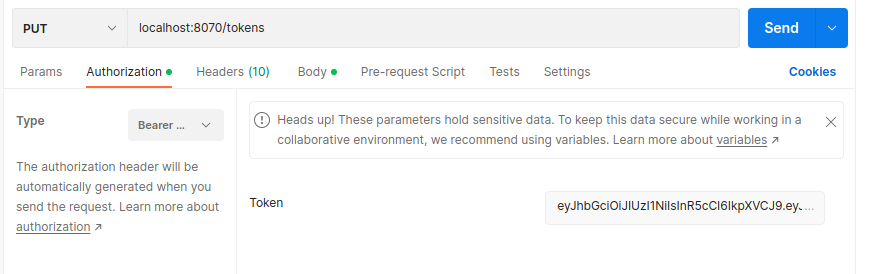 PUT localhost:8070/tokens Send
Params Authorization Headers (10) Body Pre-request Script Tests Settings Cookies
Type Bearer ...
The authorization header will be
automatically generated when you
send the request. Learn more about
authorization ↗
Heads up! These parameters hold sensitive data. To keep this data secure while working in a
collaborative environment, we recommend using variables. Learn more about variables ↗
Token eyJhbGciOiJIUzI1NiIsInR5cCI6IkpXVCJ9.eyJ...